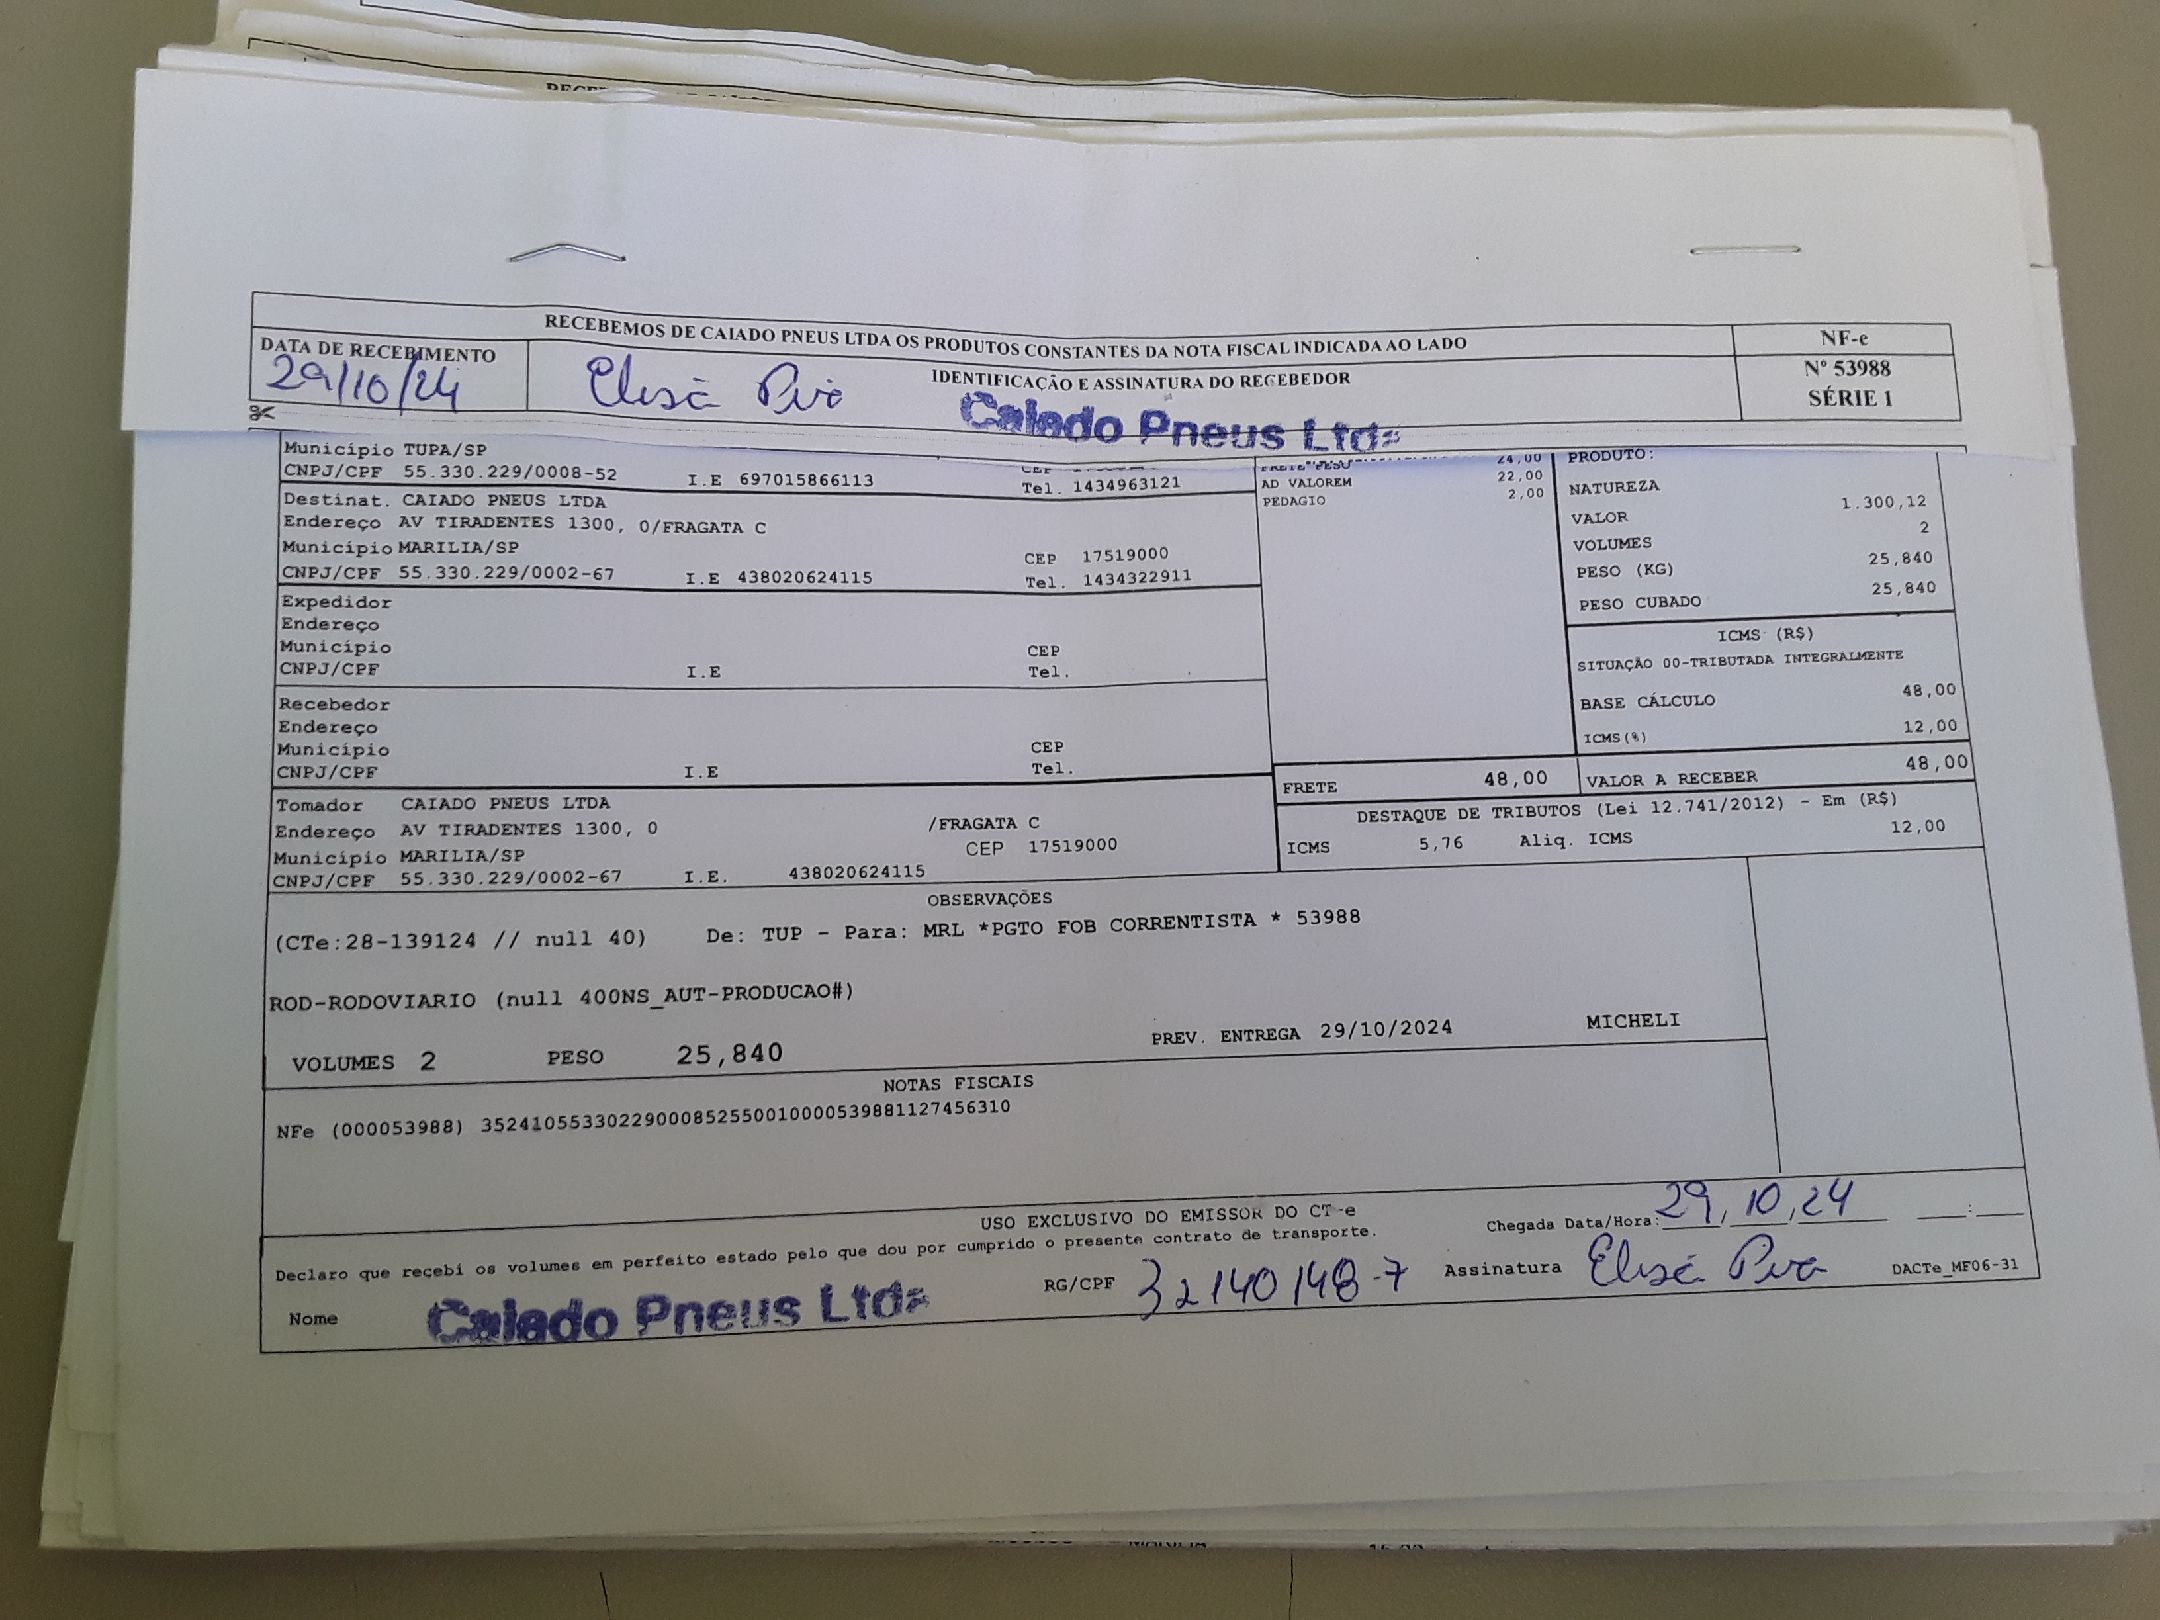 RECEBEMOS DE CAIADO PNEUS LTDA OS PRODUTOS CONSTANTES DA NOTA FISCAL INDICADA AO LADO
NF-e
Nº 53988
SÉRIE 1
DATA DE RECEBIMENTO
29/10/24
IDENTIFICAÇÃO E ASSINATURA DO RECEBEDOR
Elisa Piva
Caiado Pneus Ltda
Município TUPA/SP
CNPJ/CPF 55.330.229/0008-52 I.E 697015866113 Tel. 1434963121
Destinat. CAIADO PNEUS LTDA
Endereço AV TIRADENTES 1300, 0/FRAGATA C
Município MARILIA/SP CEP 17519000
CNPJ/CPF 55.330.229/0002-67 I.E 438020624115 Tel. 1434322911
Expedidor
Endereço
Município CEP
CNPJ/CPF I.E Tel.
Recebedor
Endereço
Município CEP
CNPJ/CPF I.E Tel.
Tomador CAIADO PNEUS LTDA
Endereço AV TIRADENTES 1300, 0 /FRAGATA C
Município MARILIA/SP CEP 17519000
CNPJ/CPF 55.330.229/0002-67 I.E. 438020624115
FRETE PESO 24,00
AD VALOREM 22,00
PEDAGIO 2,00
PRODUTO:
NATUREZA
VALOR 1.300,12
VOLUMES 2
PESO (KG) 25,840
PESO CUBADO 25,840
ICMS (R$)
SITUAÇÃO 00-TRIBUTADA INTEGRALMENTE
BASE CÁLCULO 48,00
ICMS(%) 12,00
FRETE 48,00 VALOR A RECEBER 48,00
DESTAQUE DE TRIBUTOS (Lei 12.741/2012) - Em (R$)
ICMS 5,76 Aliq. ICMS 12,00
OBSERVAÇÕES
(CTe:28-139124 // null 40) De: TUP - Para: MRL *PGTO FOB CORRENTISTA * 53988
ROD-RODOVIARIO (null 400NS_AUT-PRODUCAO#)
VOLUMES 2 PESO 25,840 PREV. ENTREGA 29/10/2024 MICHELI
NOTAS FISCAIS
NFe (000053988) 35241055330229000852550010000539881127456310
USO EXCLUSIVO DO EMISSOR DO CT-e
Declaro que recebi os volumes em perfeito estado pelo que dou por cumprido o presente contrato de transporte.
Chegada Data/Hora: 29/10/24 :
Nome Caiado Pneus Ltda RG/CPF 32140148-7 Assinatura Elisa Piva DACTe_MF06-31